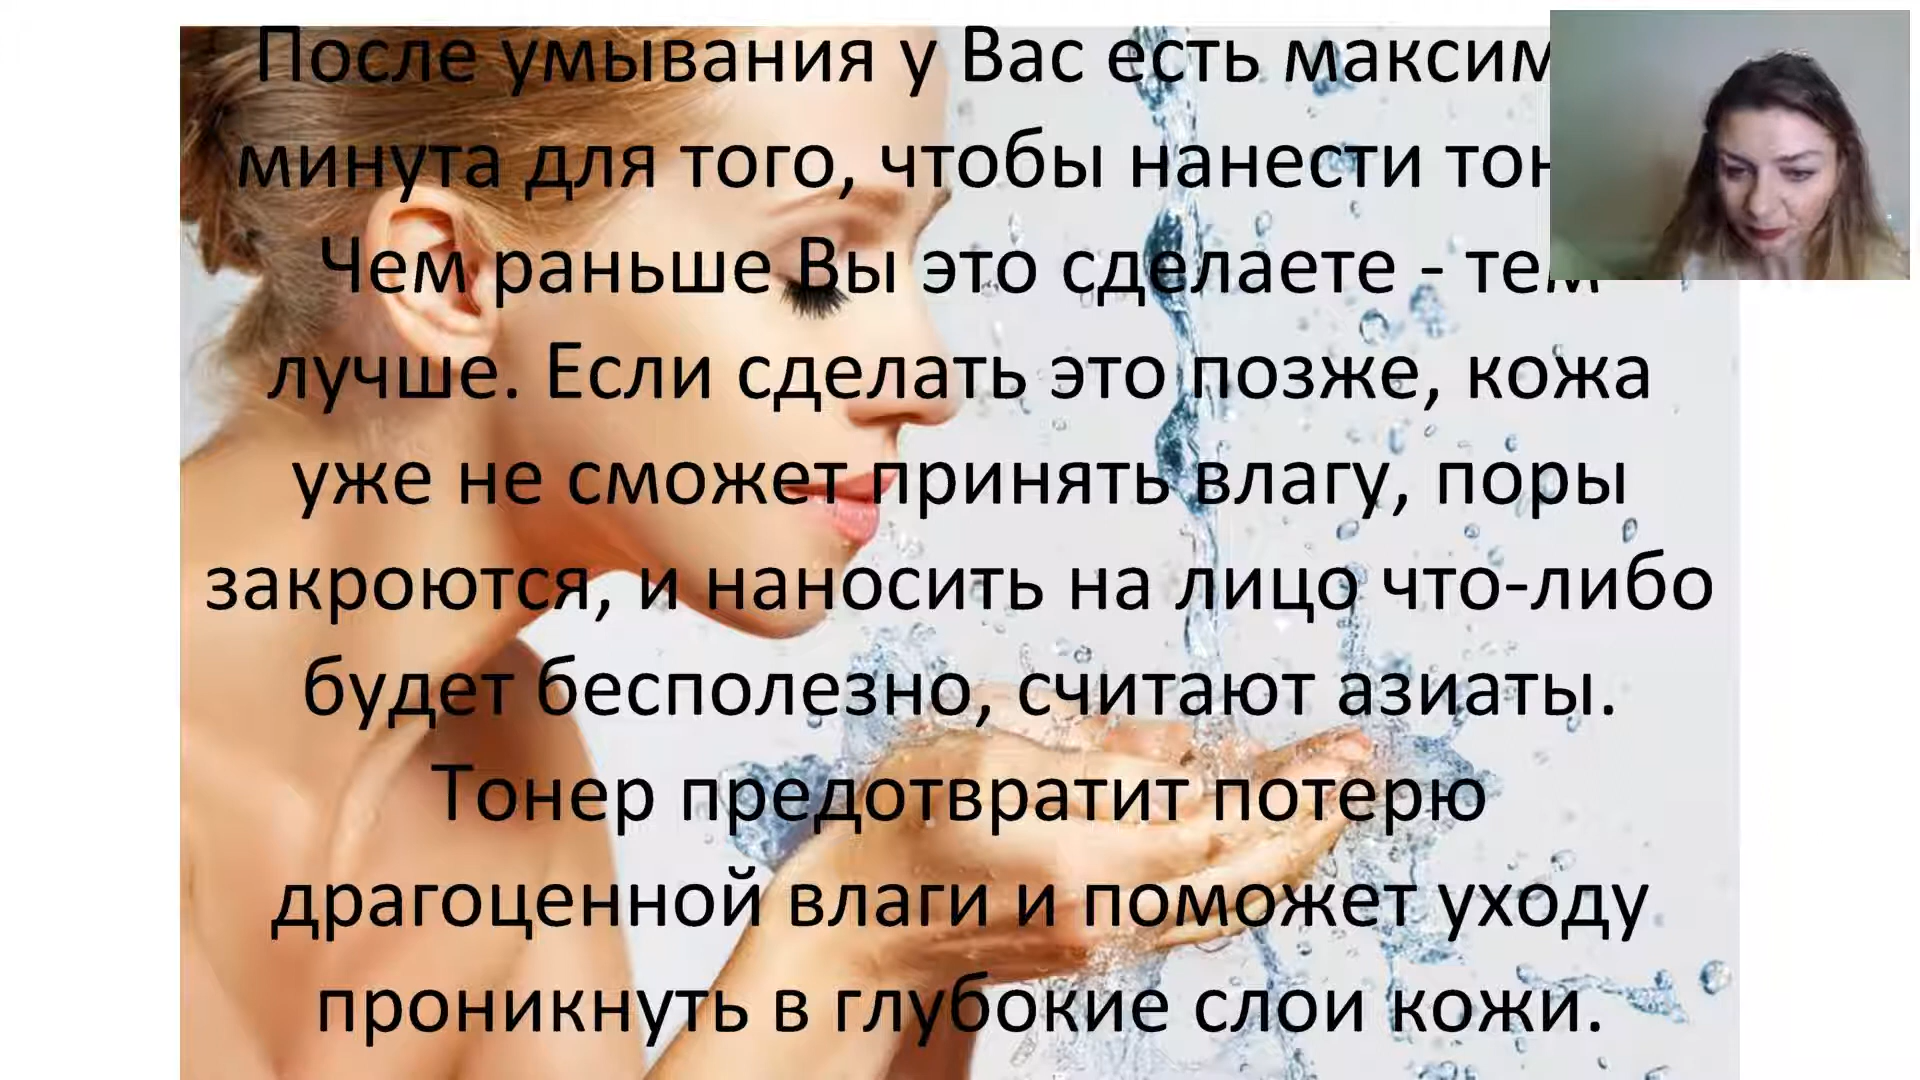 После умывания у Вас есть
минута для того, чтобы нанести
Чем раньше Вы это сделаете - тем
лучше. Если сделать это позже, кожа
уже не сможет принять влагу, поры
закроются, и наносить на лицо что-либо
будет бесполезно, считают азиаты.
Тонер предотвратит потерю
драгоценной влаги и поможет уходу
проникнуть в глубокие слои кожи.